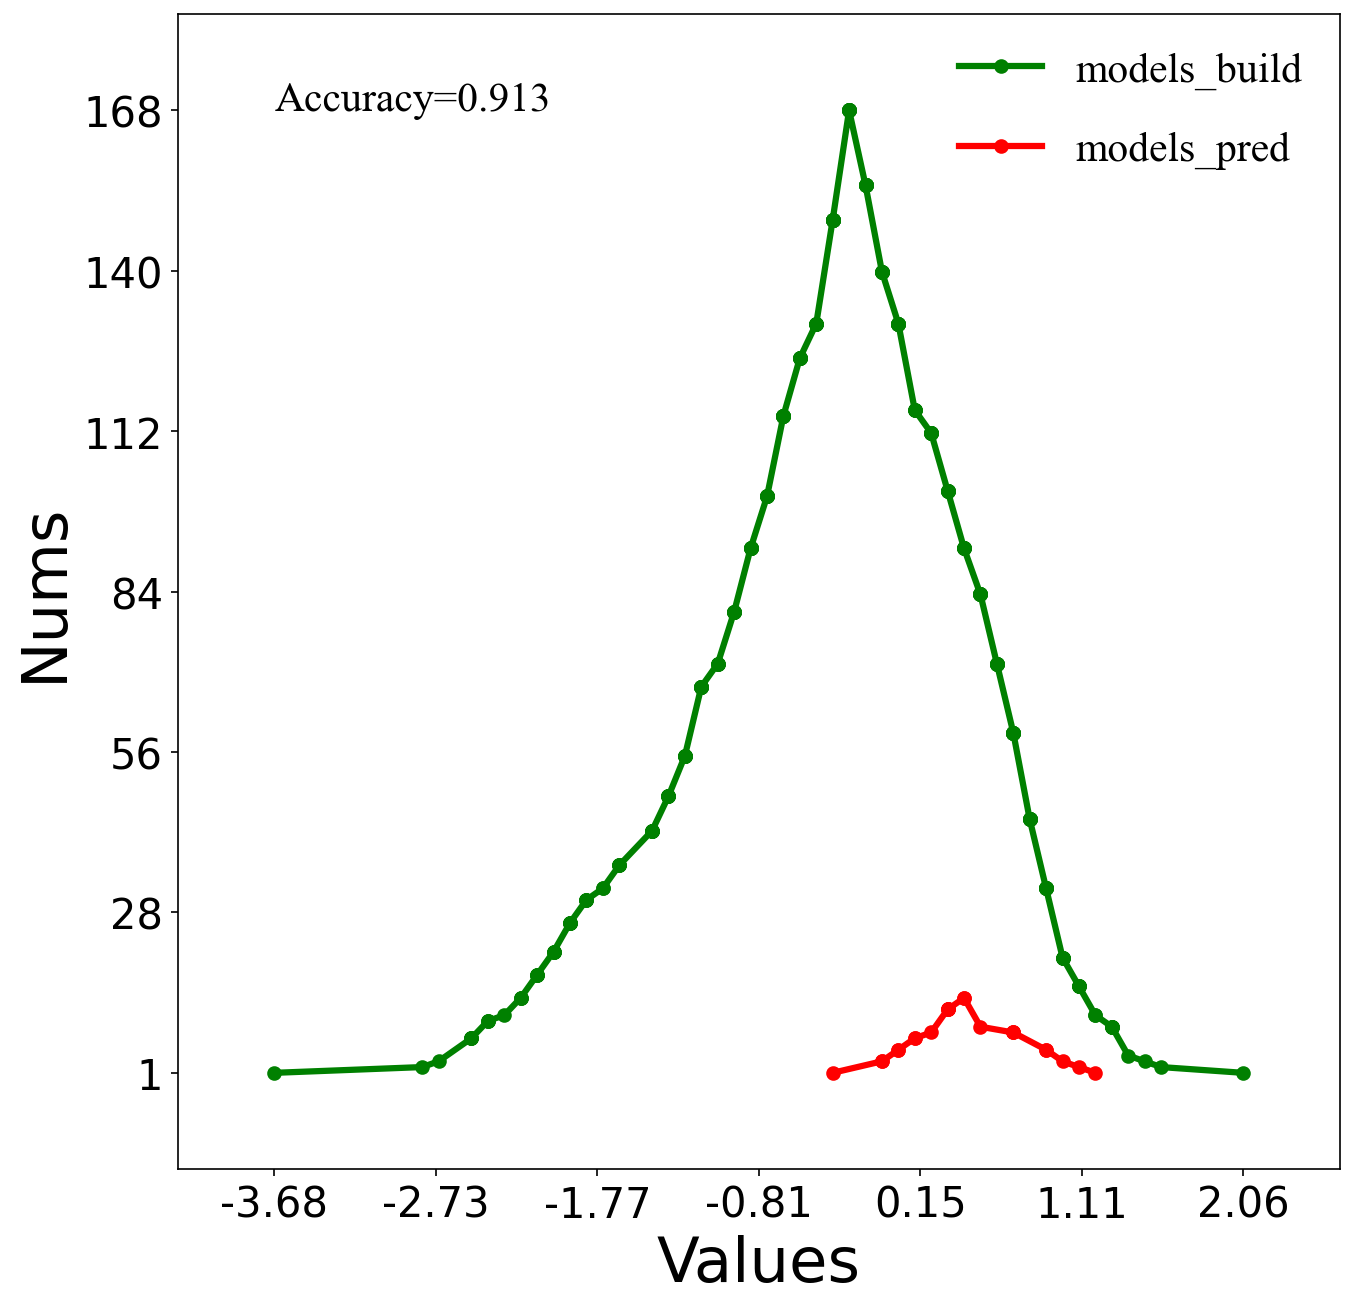 Accuracy=0.913
models_build
models_pred
168
140
112
84
56
28
1
Nums
-3.68 -2.73 -1.77 -0.81 0.15 1.11 2.06
Values